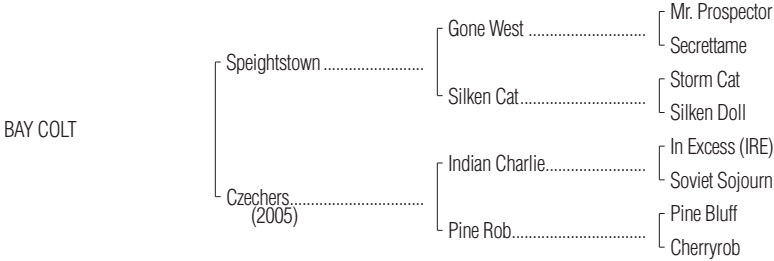 Mr. Prospector
Gone West ..............................
Secrettame
Speightstown .........................
Storm Cat
Silken Cat................................
Silken Doll
BAY COLT
In Excess (IRE)
Indian Charlie.........................
Soviet Sojourn
Czechers.................................
(2005)
Pine Bluff
Pine Rob..................................
Cherryrob